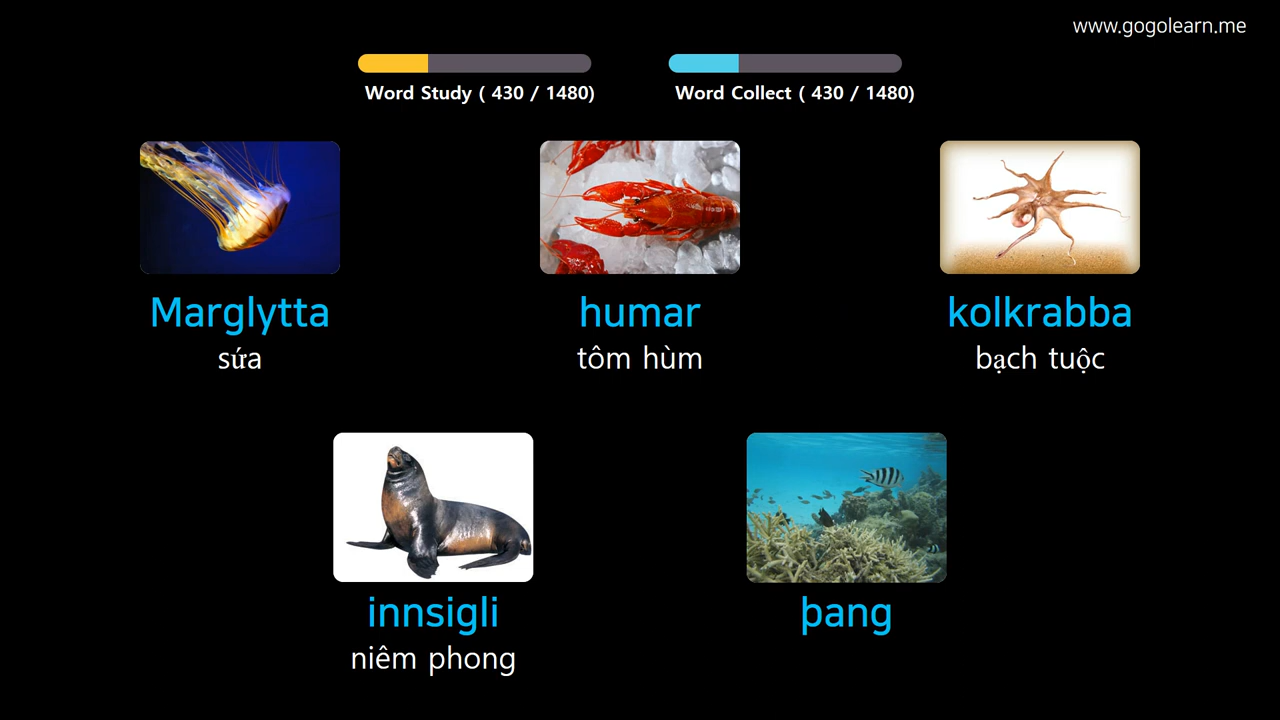 www.gogolearn.me
Word Study ( 430 / 1480)
Word Collect ( 430 / 1480)
Marglytta
humar
kolkrabba
sứa
tôm hùm
bạch tuộc
innsigli
þang
niêm phong